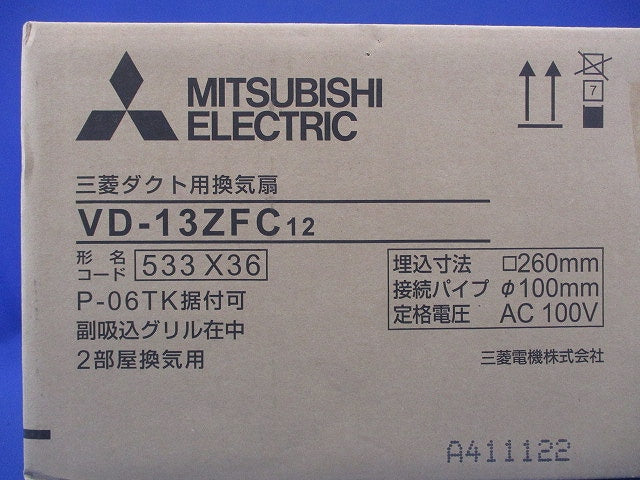 MITSUBISHI
ELECTRIC
7
三菱ダクト用換気扇
VD-13ZFC12
形名
コード 533 X36
P-06TK据付可
副吸込グリル在中
2部屋換気用
埋込寸法 □260mm
接続パイプ φ100mm
定格電圧 AC 100V
三菱電機株式会社
A411122